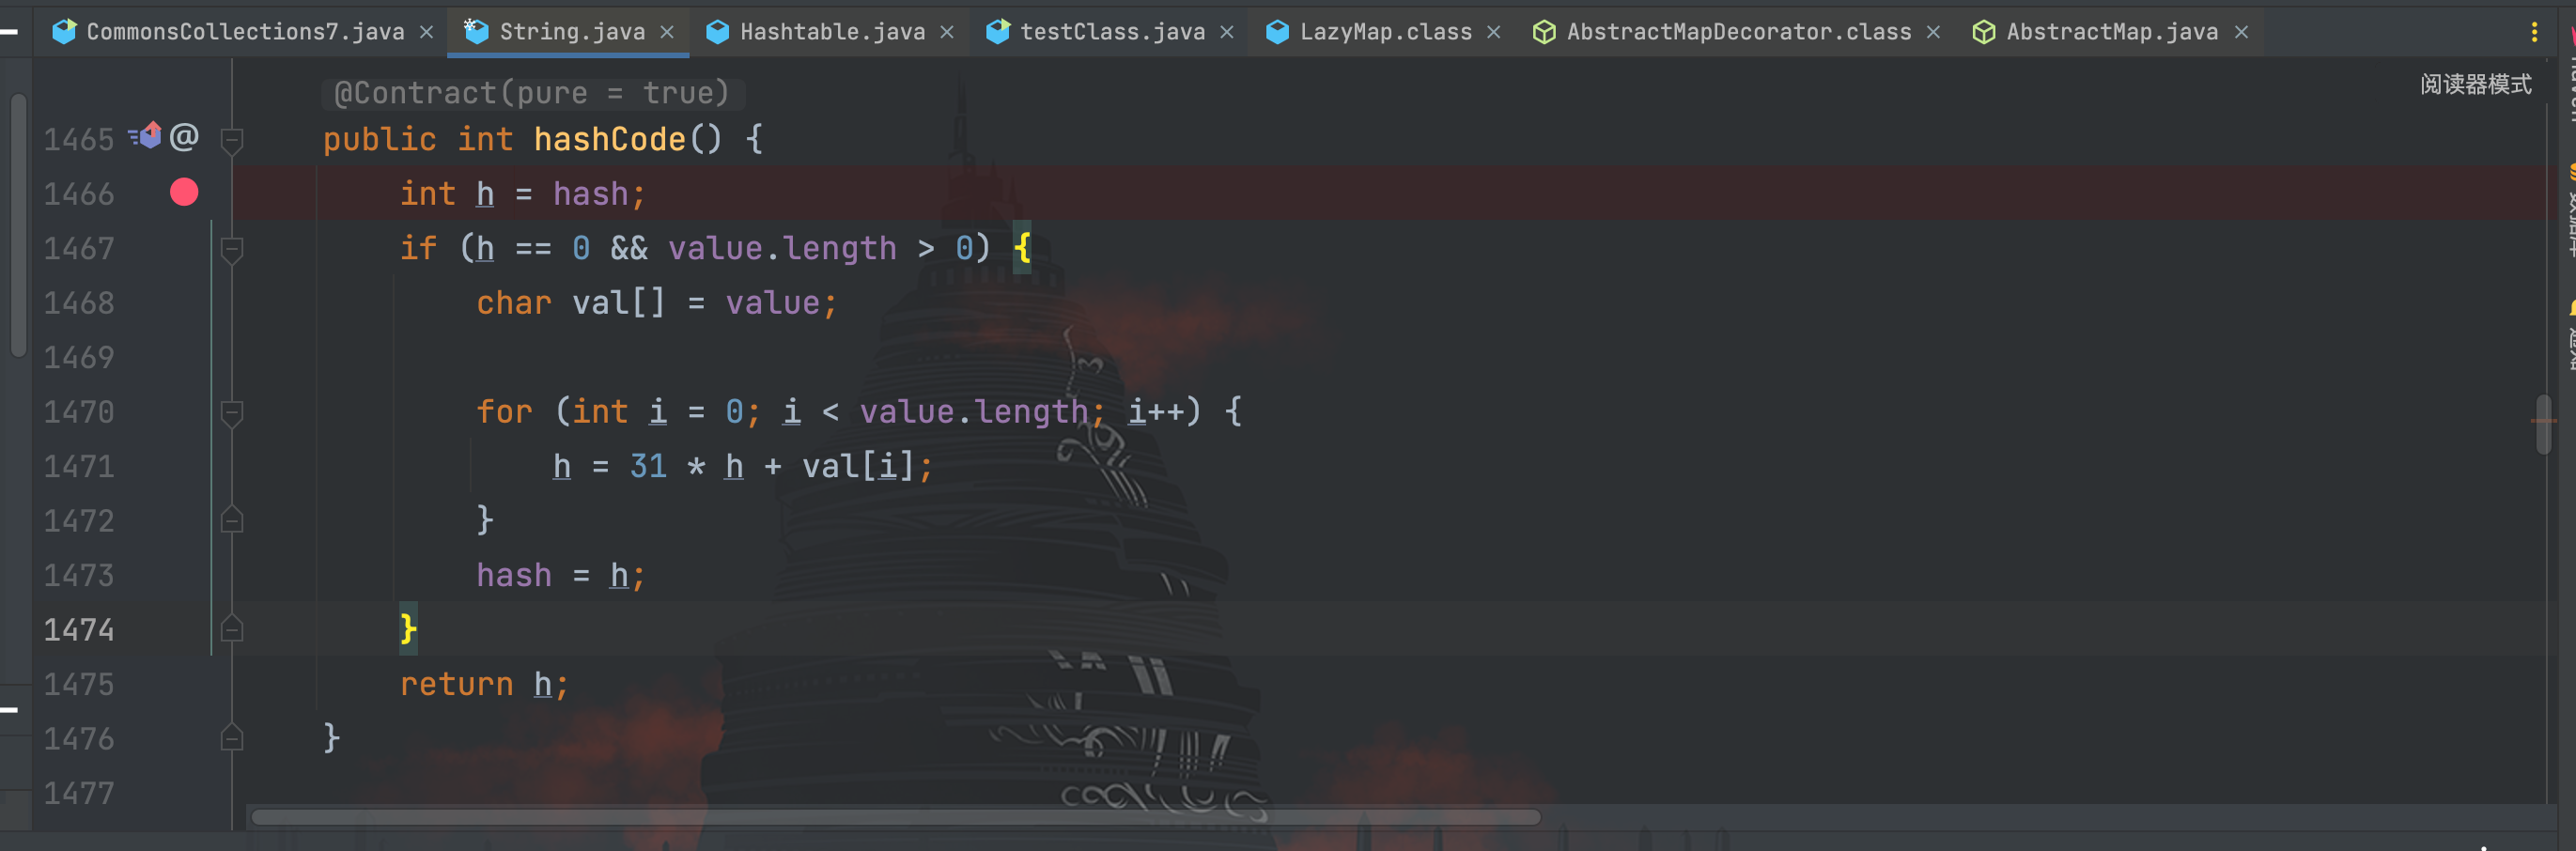 CommonsCollections7.java
String.java
Hashtable.java
testClass.java
LazyMap.class
AbstractMapDecorator.class
AbstractMap.java
阅读器模式
@Contract(pure = true)
1465 @ public int hashCode() {
1466 int h = hash;
1467 if (h == 0 && value.length > 0) {
1468 char val[] = value;
1469
1470 for (int i = 0; i < value.length; i++) {
1471 h = 31 * h + val[i];
1472 }
1473 hash = h;
1474 }
1475 return h;
1476 }
1477